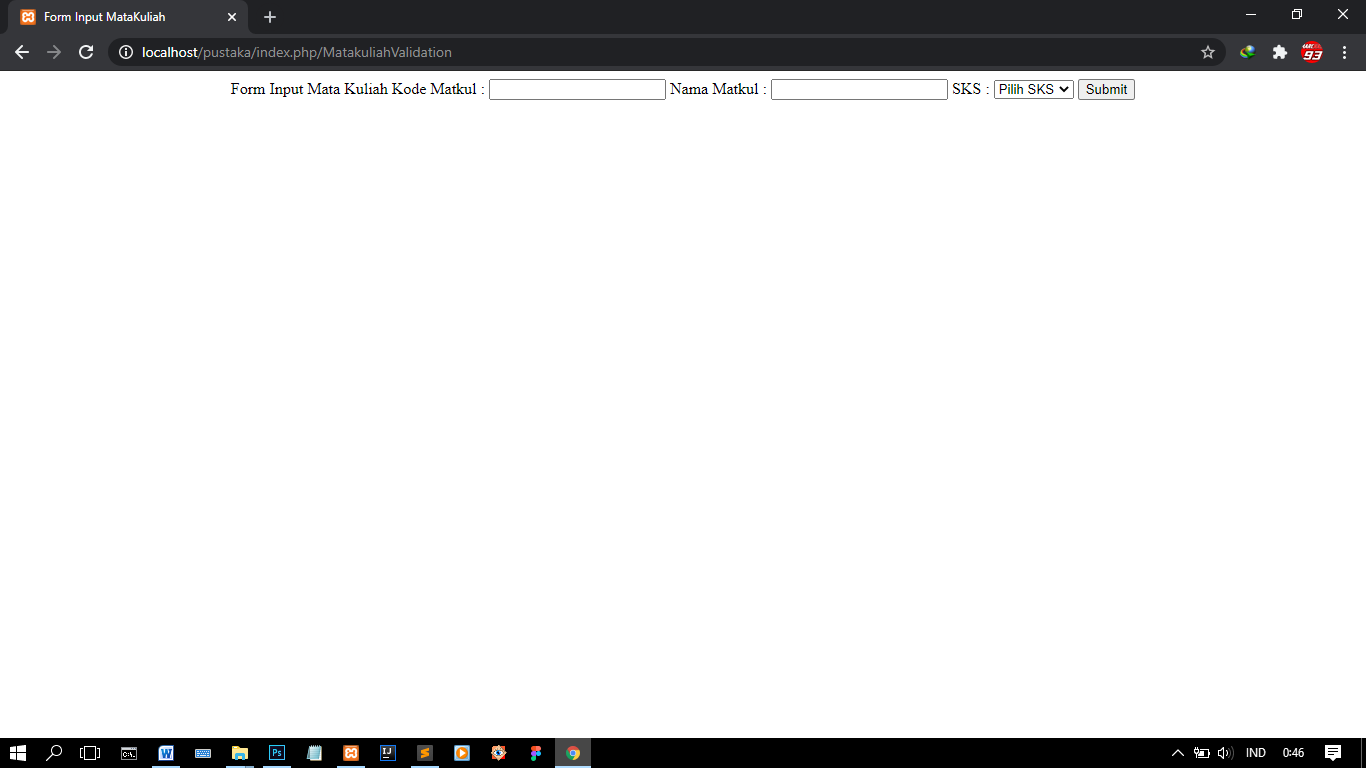 Form Input MataKuliah
localhost/pustaka/index.php/MatakuliahValidation
Form Input Mata Kuliah Kode Matkul : Nama Matkul : SKS : Pilih SKS Submit
IND 0:46